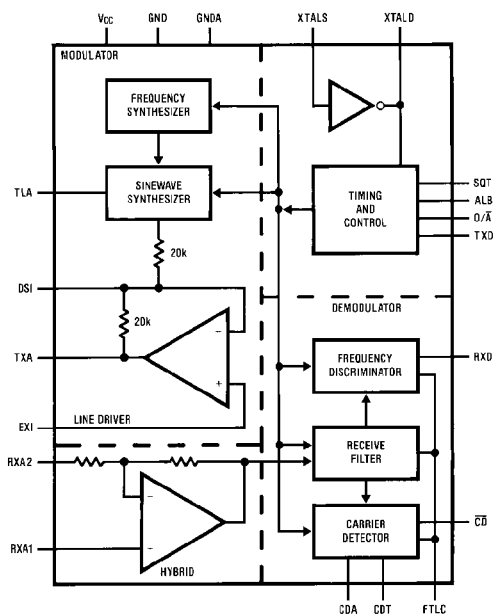 VCC GND GNDA XTALS XTALD
MODULATOR
FREQUENCY
SYNTHESIZER
TLA
SINEWAVE
SYNTHESIZER
TIMING
AND
CONTROL
SQT
ALB
O/A̅
TXD
20k
DSI
20k
DEMODULATOR
TXA
FREQUENCY
DISCRIMINATOR
RXD
EXI
LINE DRIVER
RXA2
RECEIVE
FILTER
CARRIER
DETECTOR
C̅D̅
RXA1
HYBRID
CDA CDT FTLC
− + − −